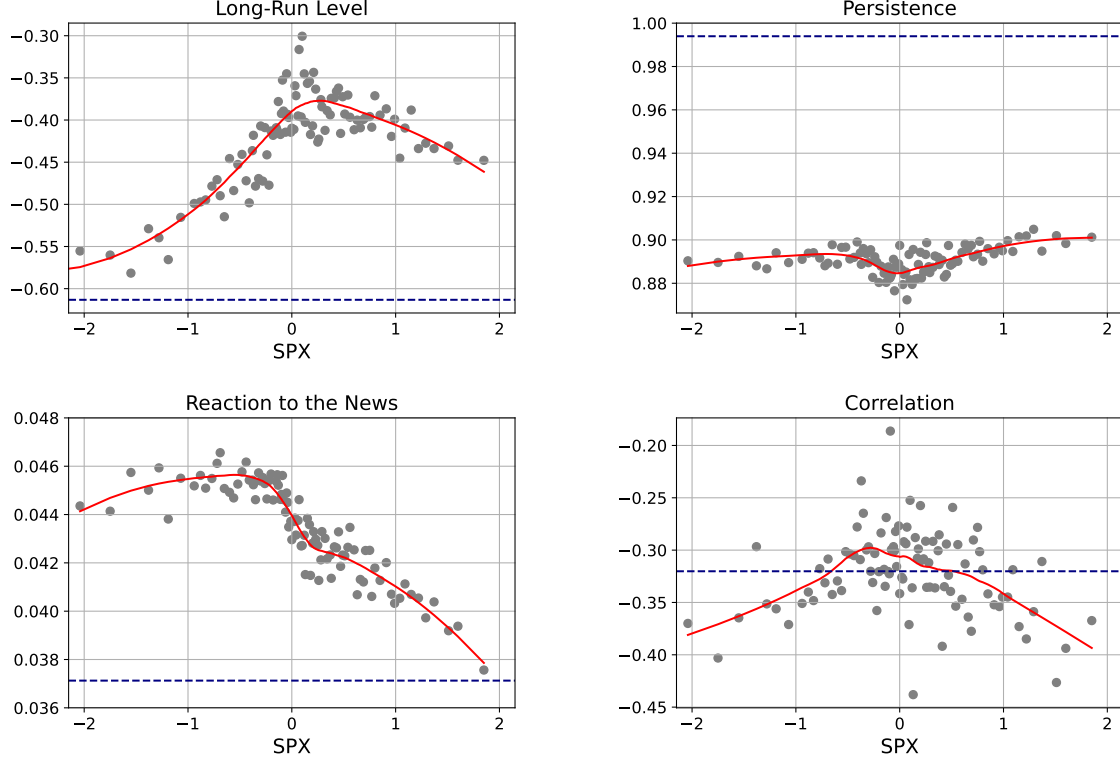 Long-Run Level
−0.30
−0.35
−0.40
−0.45
−0.50
−0.55
−0.60
−2 −1 0 1 2
SPX
Persistence
1.00
0.98
0.96
0.94
0.92
0.90
0.88
−2 −1 0 1 2
SPX
Reaction to the News
0.048
0.046
0.044
0.042
0.040
0.038
0.036
−2 −1 0 1 2
SPX
Correlation
−0.20
−0.25
−0.30
−0.35
−0.40
−0.45
−2 −1 0 1 2
SPX